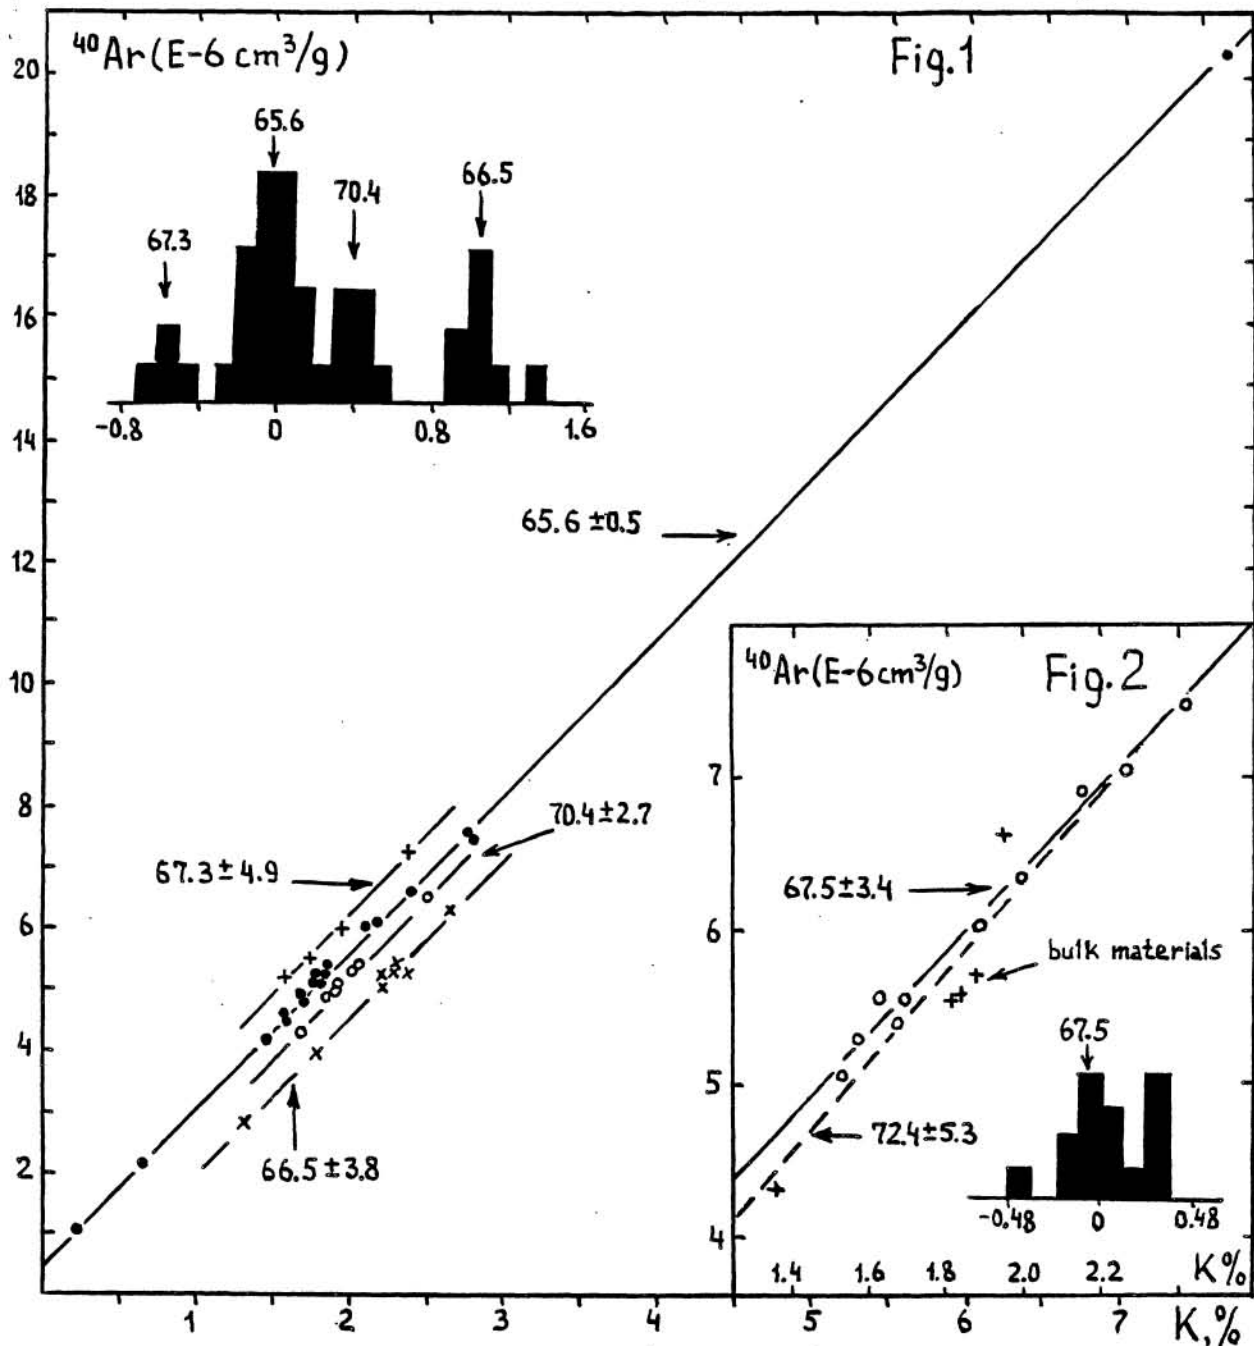 ⁴⁰Ar(E-6 cm³/g)
Fig.1
20
18
16
14
12
10
8
6
4
2
65.6
70.4
66.5
67.3
-0.8 0 0.8 1.6
65.6 ±0.5
70.4±2.7
67.3±4.9
66.5±3.8
1 2 3 4 5 6 7 K,%
⁴⁰Ar(E-6cm³/g)
Fig.2
7
6
5
4
67.5±3.4
bulk materials
72.4±5.3
67.5
-0.48 0 0.48
1.4 1.6 1.8 2.0 2.2 K%